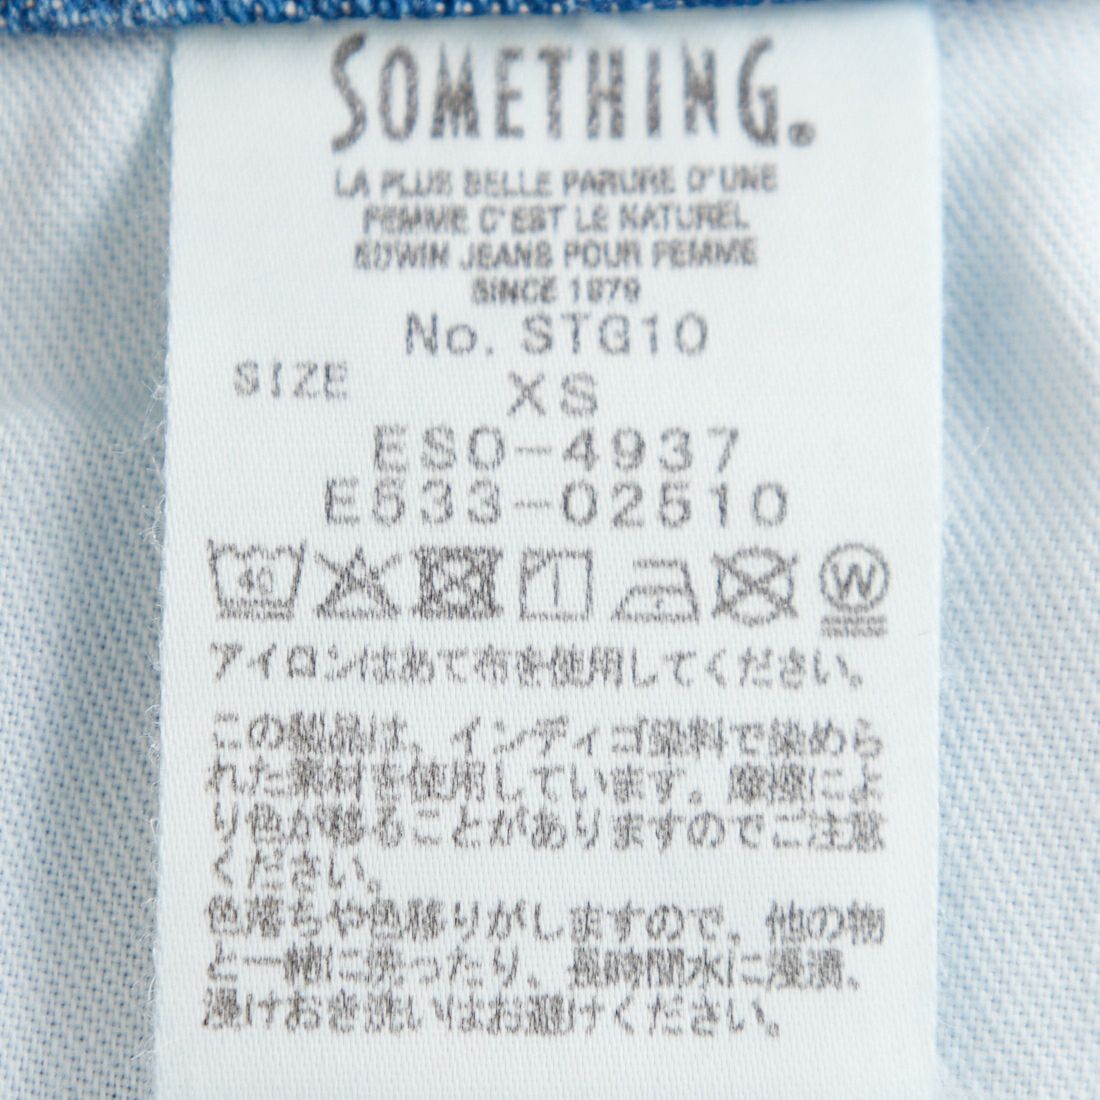 SOMETHING®
LA PLUS BELLE PARURE D'UNE
FEMME C'EST LE NATUREL
EDWIN JEANS POUR FEMME
SINCE 1979
No. STG10
SIZE XS
ESO-4937
E533-02510
40 W
アイロンはあて布を使用してください。
この製品は、インディゴ染料で染めら
れた素材を使用しています。摩擦によ
り色が移ることがありますのでご注意
ください。
色落ちや色移りがしますので、他の物
と一緒に洗ったり、長時間水に浸漬、
浸けおき洗いはお避けください。